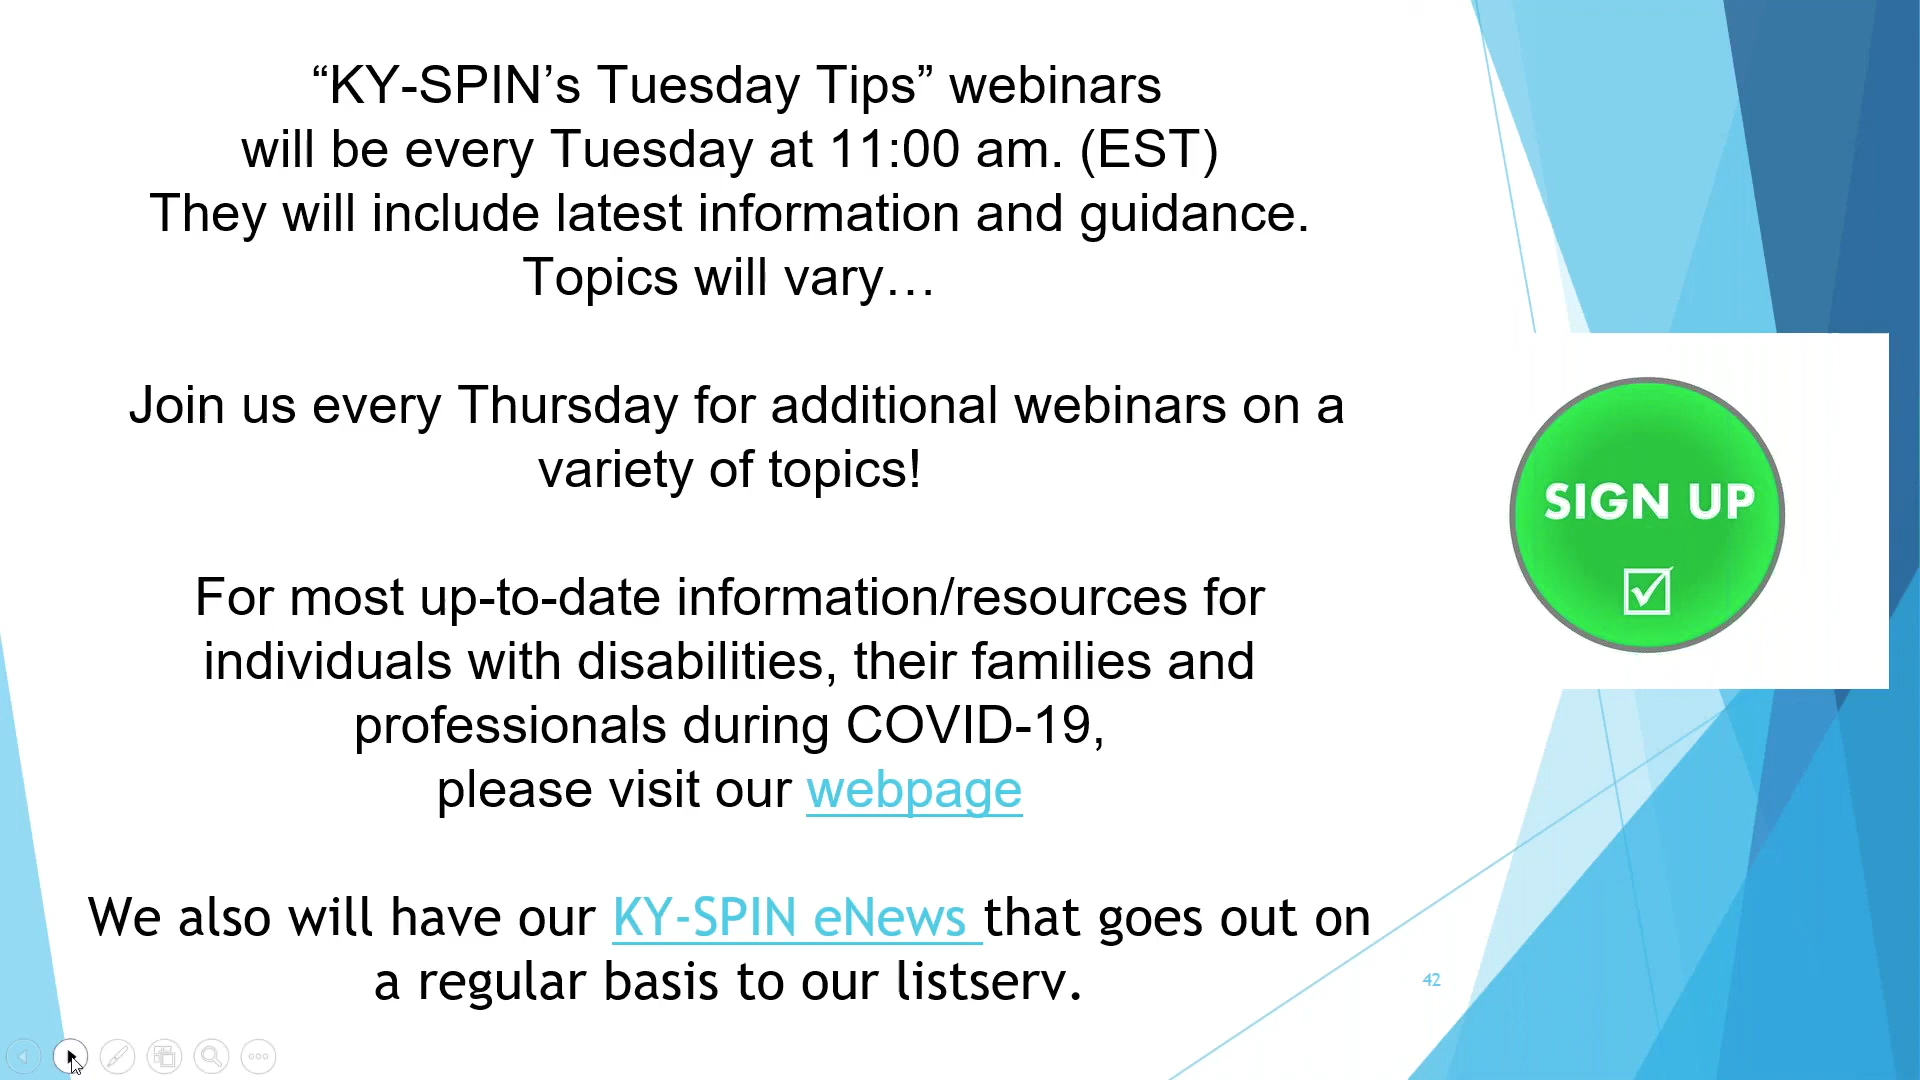 “KY-SPIN’s Tuesday Tips” webinars
will be every Tuesday at 11:00 am. (EST)
They will include latest information and guidance.
Topics will vary…
Join us every Thursday for additional webinars on a
variety of topics!
For most up-to-date information/resources for
individuals with disabilities, their families and
professionals during COVID-19,
please visit our webpage
We also will have our KY-SPIN eNews that goes out on
a regular basis to our listserv.
SIGN UP
42